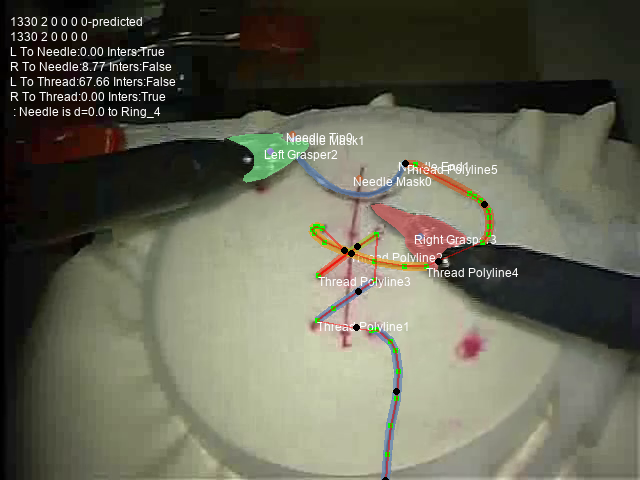 1330 2 0 0 0 0-predicted
1330 2 0 0 0 0
L To Needle:0.00 Inters:True
R To Needle:8.77 Inters:False
L To Thread:67.66 Inters:False
R To Thread:0.00 Inters:True
: Needle is d=0.0 to Ring_4
Needle Tip0
Needle Mask1
Left Grasper2
Thread Polyline5
Needle Mask0
Right Grasper3
Thread Polyline4
Thread Polyline3
Thread Polyline1